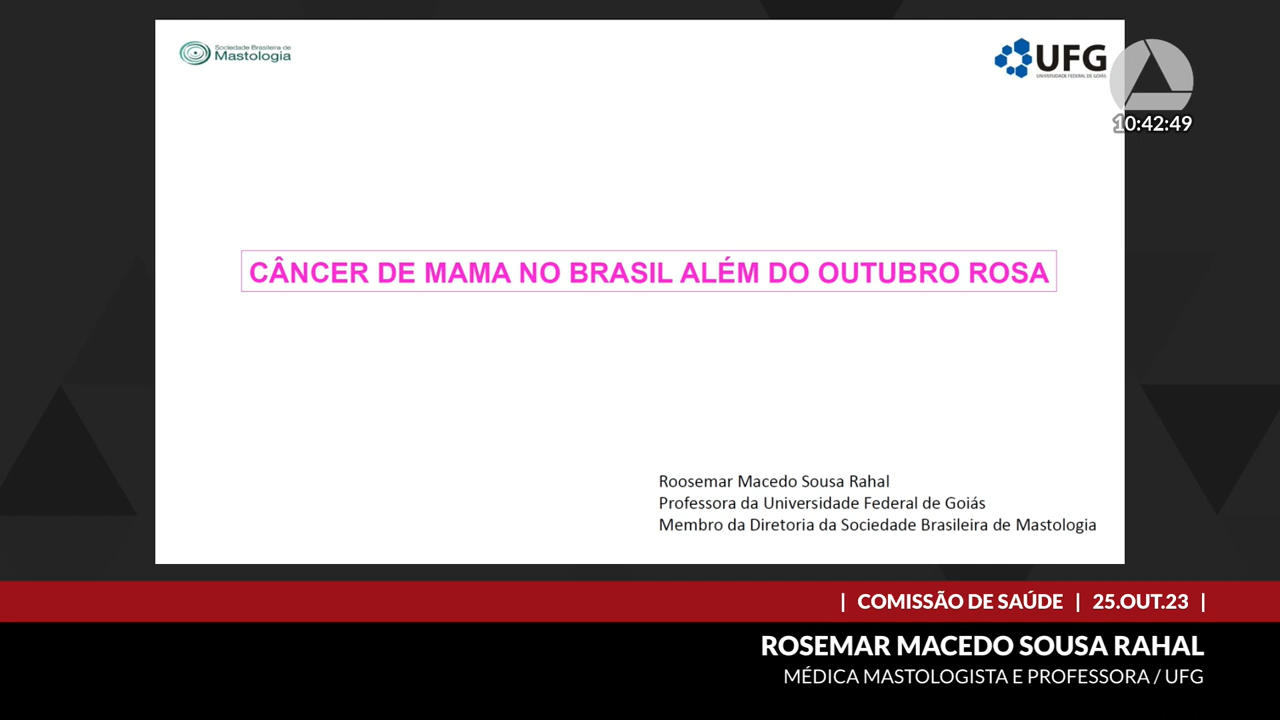 Sociedade Brasileira de
Mastologia
UFG
UNIVERSIDADE FEDERAL DE GOIÁS
10:42:49
CÂNCER DE MAMA NO BRASIL ALÉM DO OUTUBRO ROSA
Roosemar Macedo Sousa Rahal
Professora da Universidade Federal de Goiás
Membro da Diretoria da Sociedade Brasileira de Mastologia
| COMISSÃO DE SAÚDE | 25.OUT.23 |
ROSEMAR MACEDO SOUSA RAHAL
MÉDICA MASTOLOGISTA E PROFESSORA / UFG